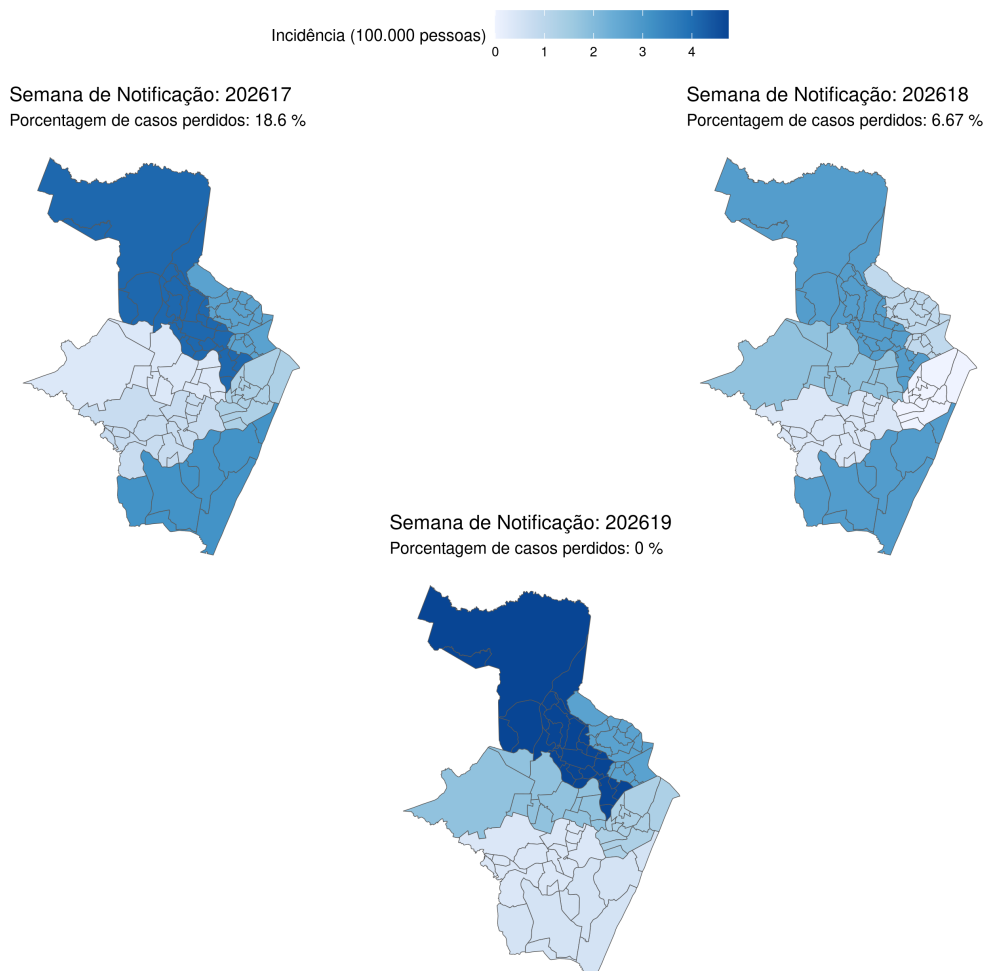 Incidência (100.000 pessoas)
0 1 2 3 4
Semana de Notificação: 202617
Porcentagem de casos perdidos: 18.6 %
Semana de Notificação: 202618
Porcentagem de casos perdidos: 6.67 %
Semana de Notificação: 202619
Porcentagem de casos perdidos: 0 %